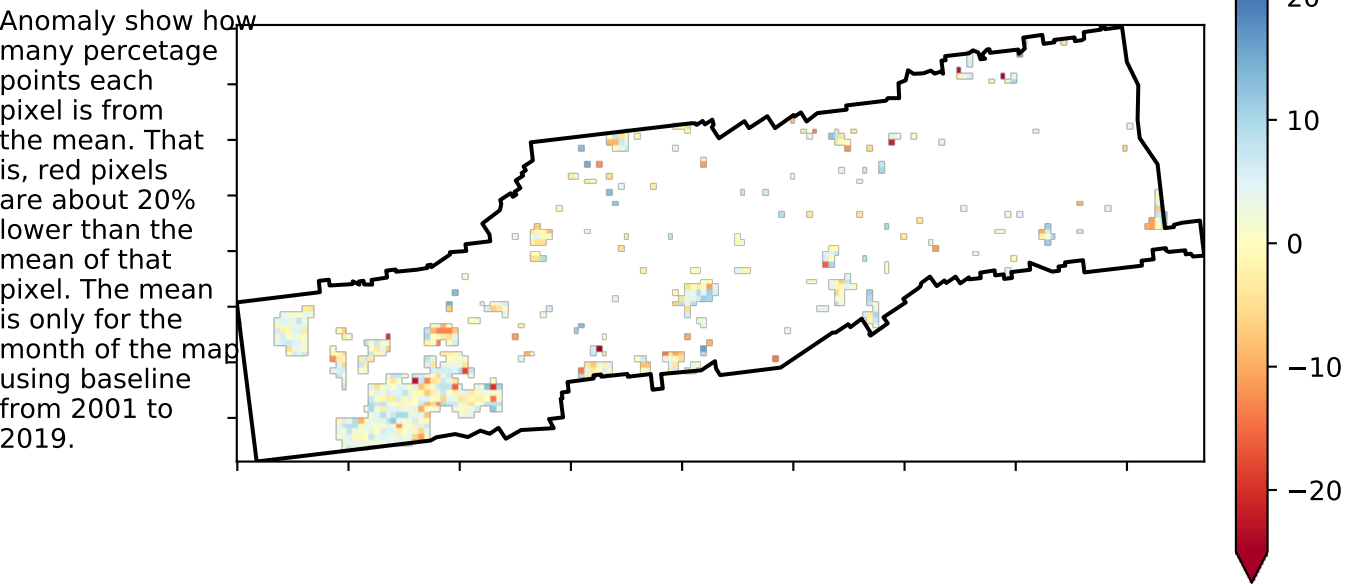 Anomaly show how
many percetage
points each
pixel is from
the mean. That
is, red pixels
are about 20%
lower than the
mean of that
pixel. The mean
is only for the
month of the map
using baseline
from 2001 to
2019.
20
10
0
−10
−20